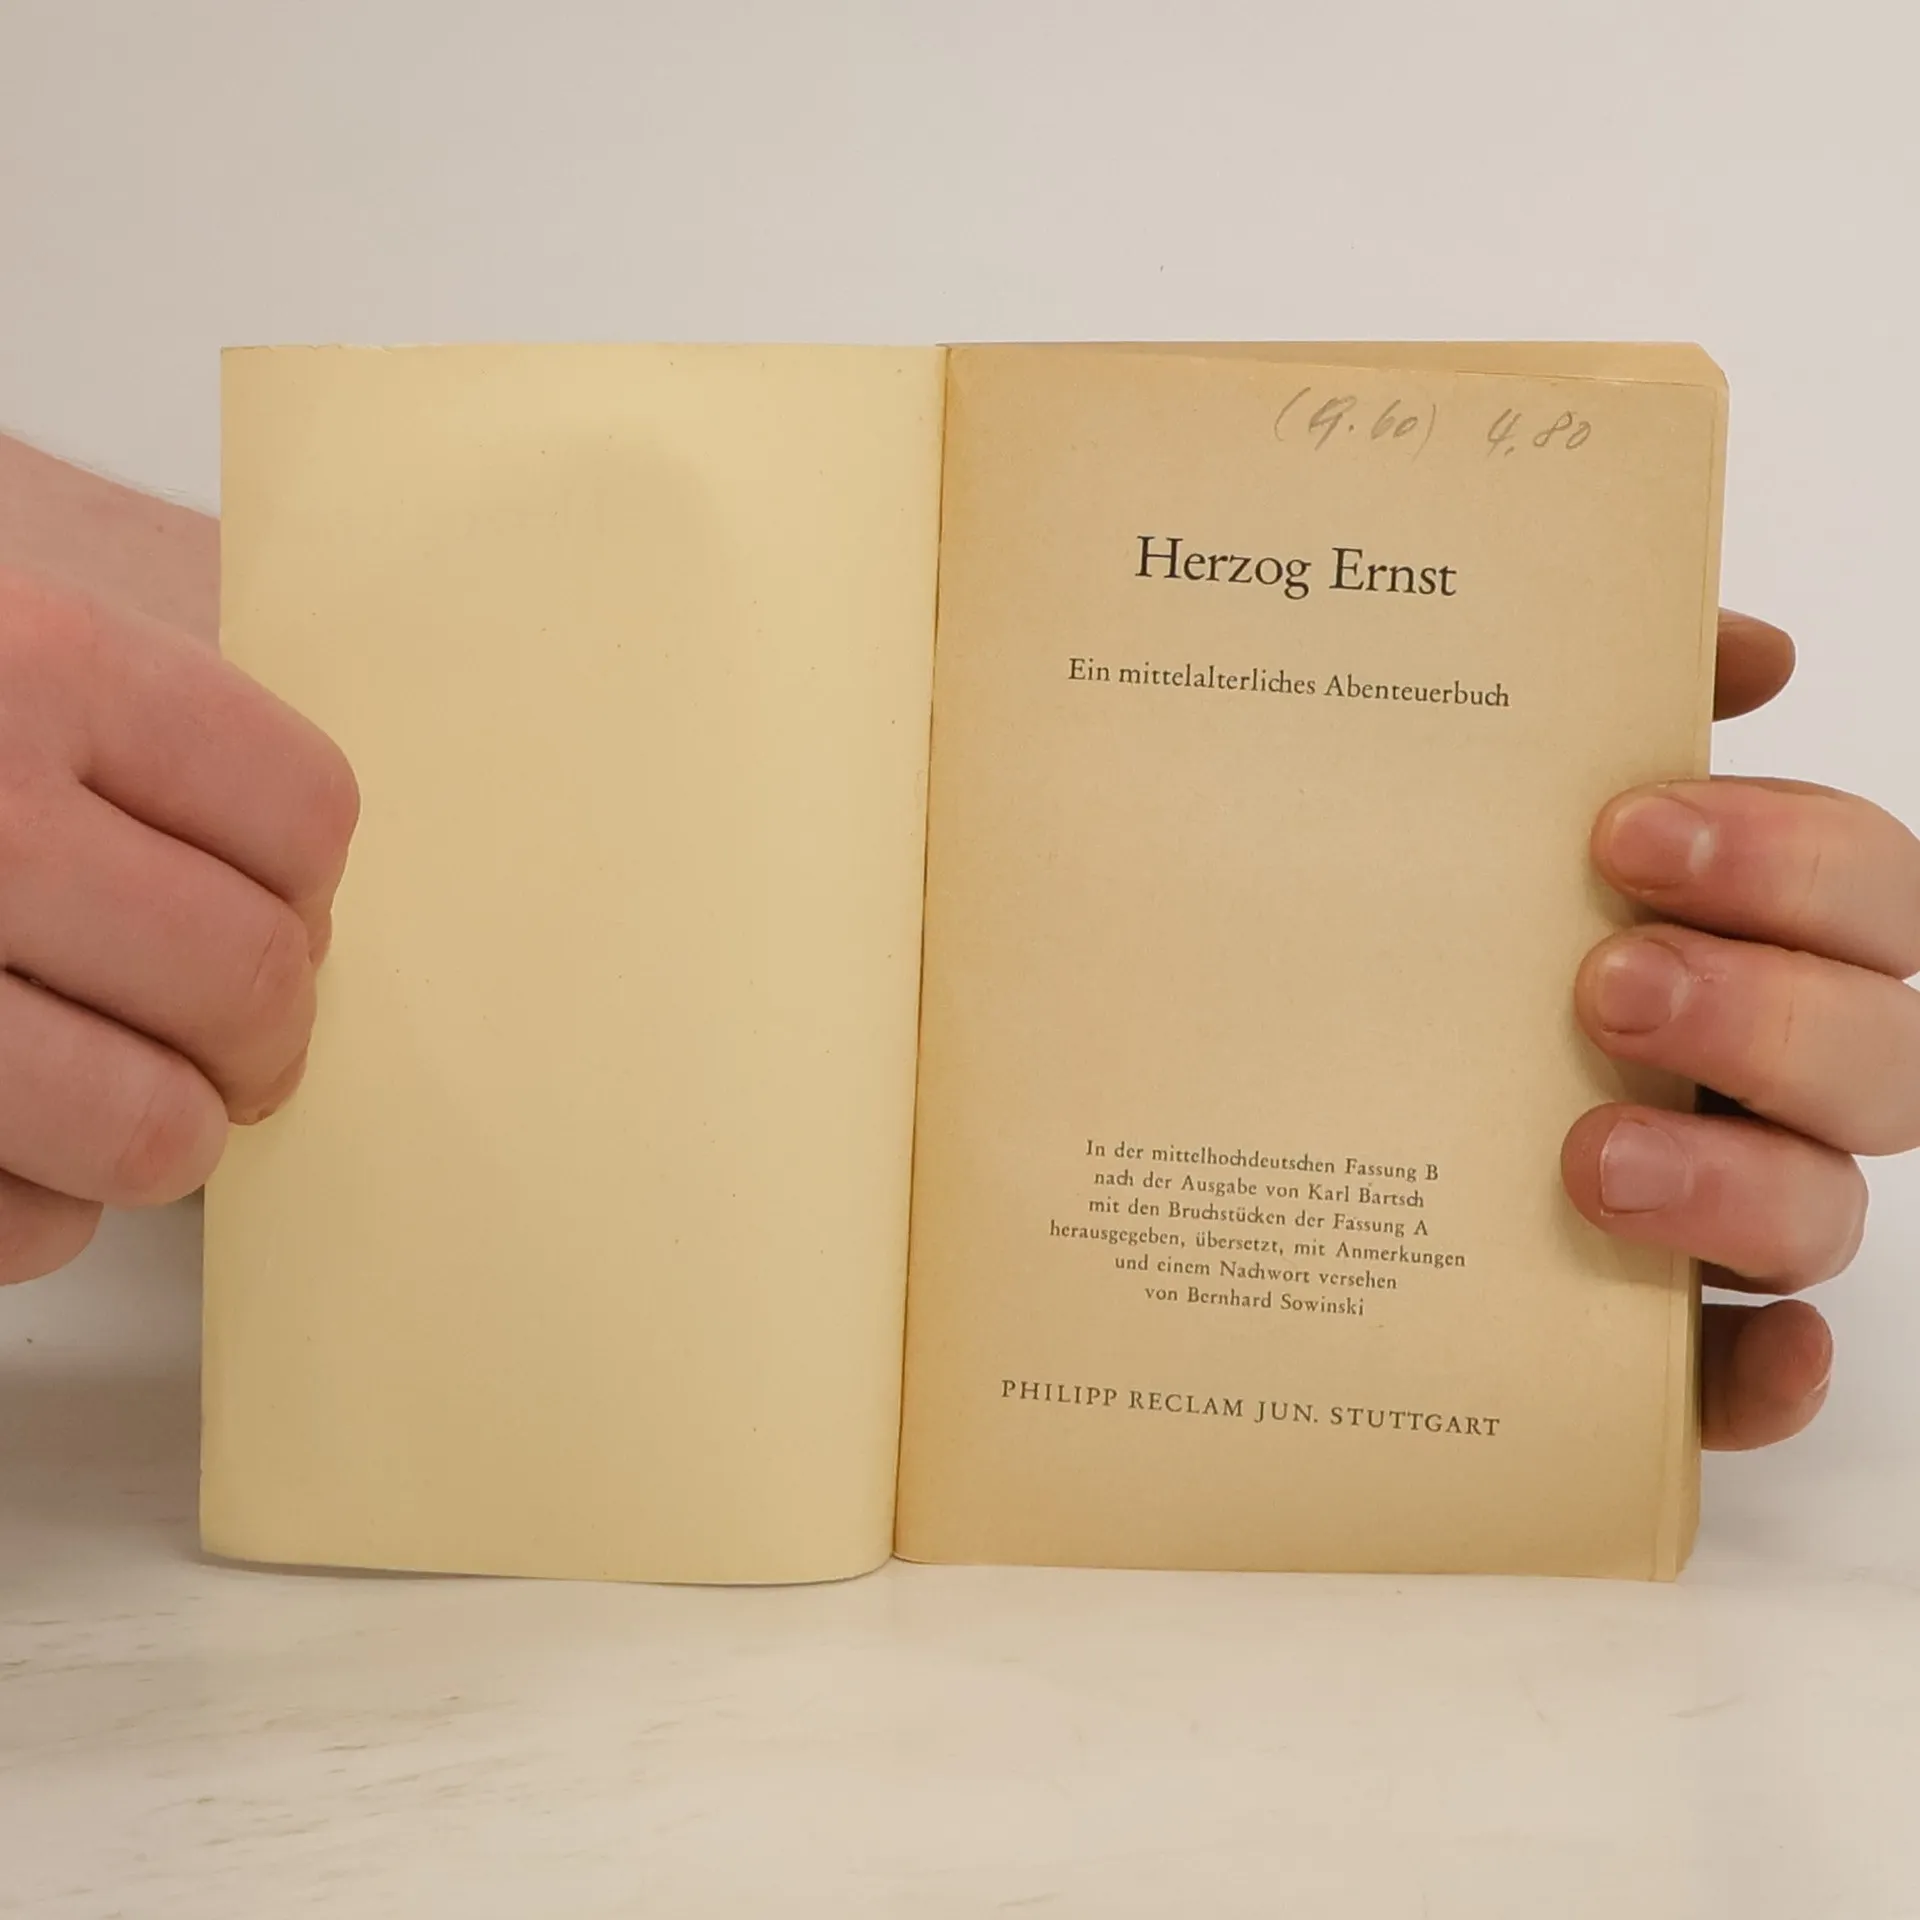 (9.60) 4.80
Herzog Ernst
Ein mittelalterliches Abenteuerbuch
In der mittelhochdeutschen Fassung B
nach der Ausgabe von Karl Bartsch
mit den Bruchstücken der Fassung A
herausgegeben, übersetzt, mit Anmerkungen
und einem Nachwort versehen
von Bernhard Sowinski
PHILIPP RECLAM JUN. STUTTGART